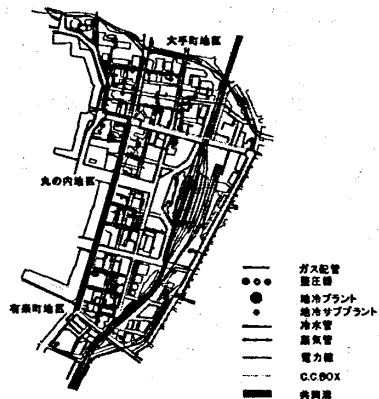 大手町地区
丸の内地区
有楽町地区
ガス配管
整圧器
地冷プラント
地冷サブプラント
冷水管
蒸気管
電力線
C.C.BOX
共同溝